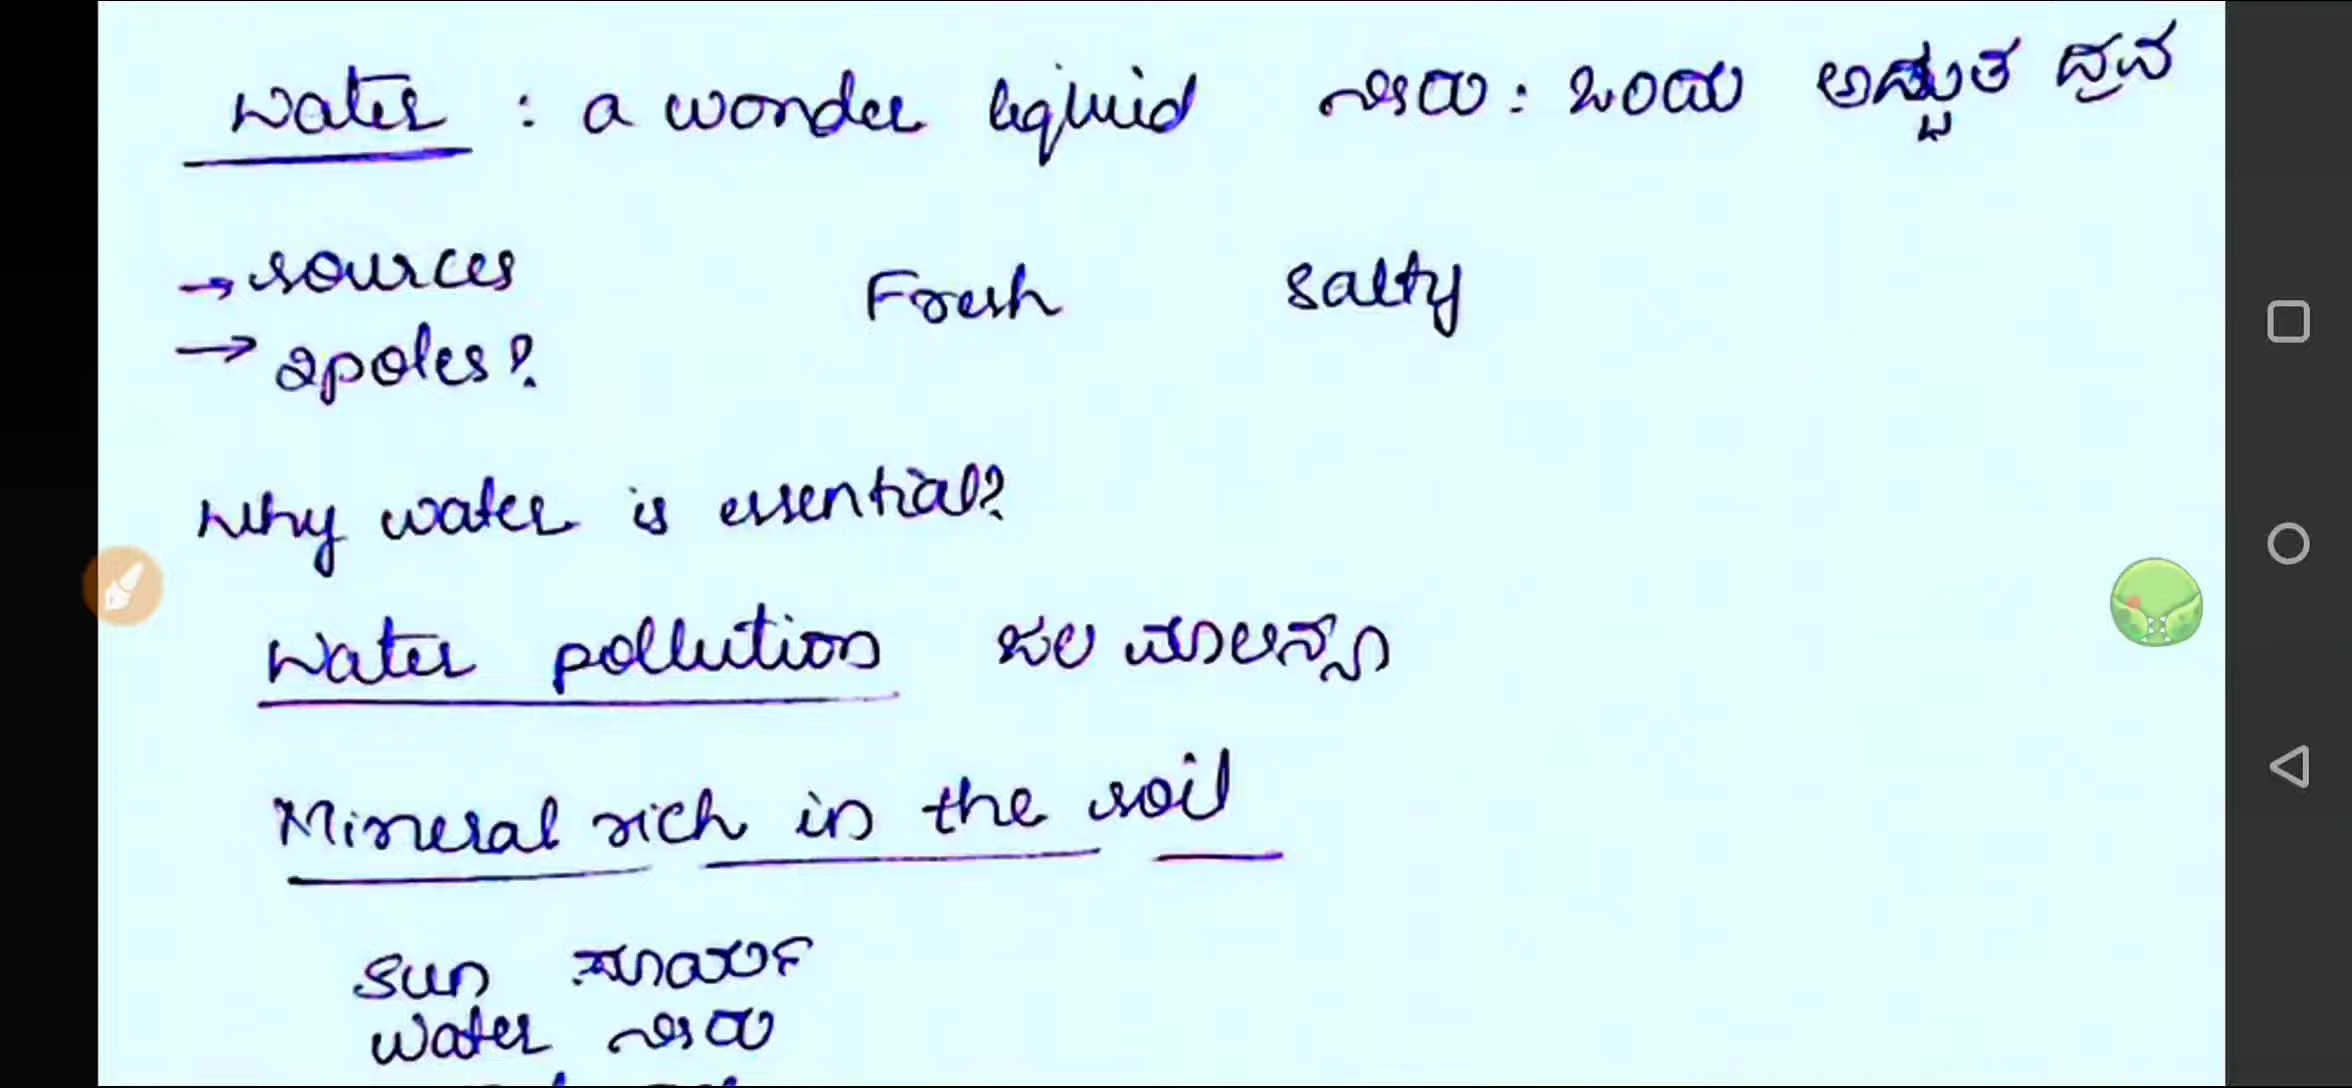 Water : a wonder liquid ನೀರು : ಒಂದು ಅದ್ಭುತ ದ್ರವ
→ sources Fresh salty
→ 2poles?
Why water is essential?
Water pollution ಜಲ ಮಾಲಿನ್ಯ
Mineral rich in the soil
Sun ಸೂರ್ಯ
Water ನೀರು